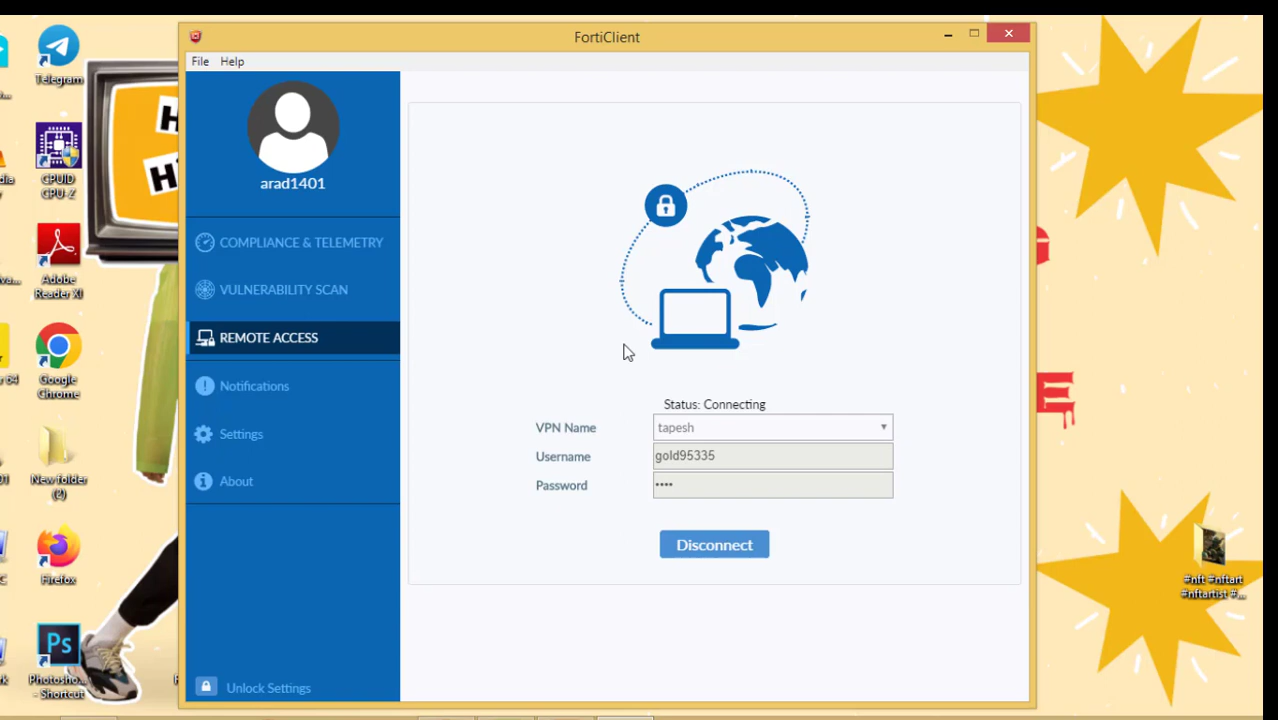 FortiClient
File Help
arad1401
COMPLIANCE & TELEMETRY
VULNERABILITY SCAN
REMOTE ACCESS
Notifications
Settings
About
Unlock Settings
Status: Connecting
VPN Name
tapesh
Username
gold95335
Password
••••
Disconnect
Telegram
CPUID
CPU-Z
Adobe
Reader XI
Google
Chrome
New folder
(2)
Firefox
Photosho...
- Shortcut
#nft #nftart
#nftartist #...